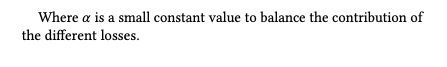 Where α is a small constant value to balance the contribution of
the different losses.